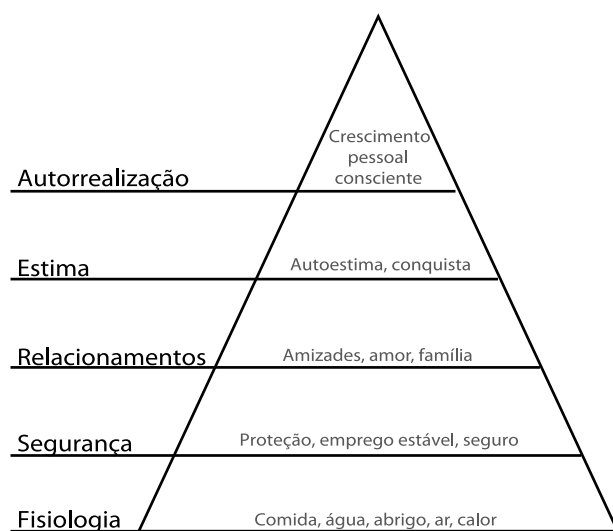 Crescimento
pessoal
consciente
Autorrealização
Estima
Autoestima, conquista
Relacionamentos
Amizades, amor, família
Segurança
Proteção, emprego estável, seguro
Fisiologia
Comida, água, abrigo, ar, calor